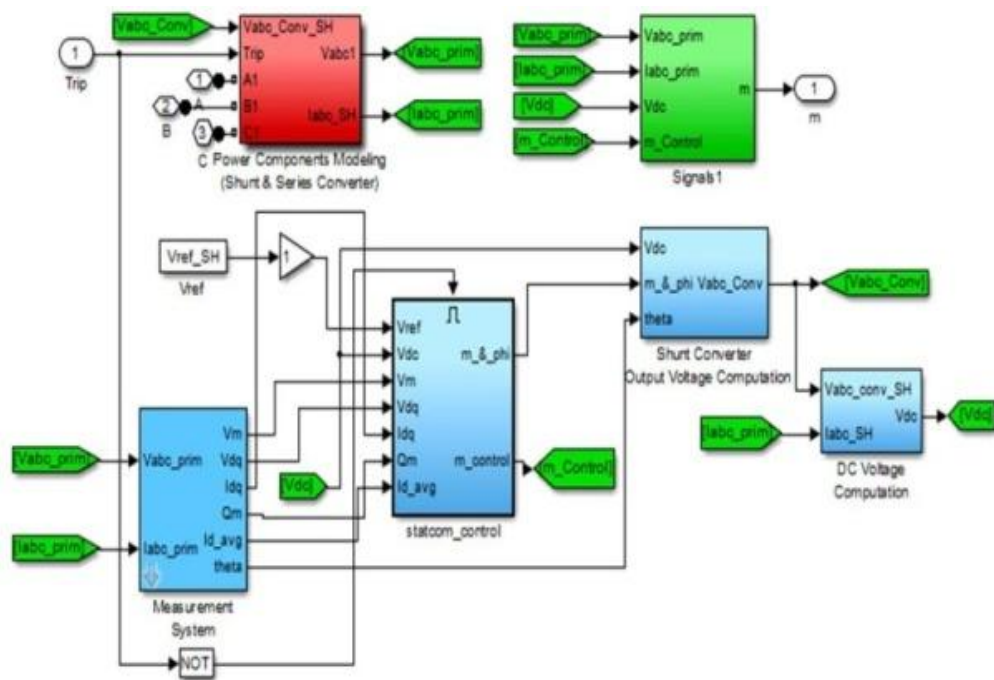 [Vabc_Conv]
1
Trip
Vabc_Conv_SH
Trip
A1
B1
C1
Vabc1
Iabc_SH
1
A
2
B
3
C
[Vabc_prim]
[Iabc_prim]
Power Components Modeling
(Shunt & Series Converter)
[Vabc_prim]
[Iabc_prim]
[Vdc]
[m_Control]
Vabc_prim
Iabc_prim
Vdc
m_Control
m
Signals1
1
m
Vref_SH
Vref
1
Vref
Vdc
Vm
Vdq
Idq
Qm
Id_avg
m_&_phi
m_control
statcom_control
[Vdc]
[m_Control]
Vdc
m_&_phi
theta
Vabc_Conv
Shunt Converter
Output Voltage Computation
[Vabc_Conv]
Vabc_conv_SH
Iabc_SH
Vdc
[Iabc_prim]
[Vdc]
DC Voltage
Computation
[Vabc_prim]
[Iabc_prim]
Vabc_prim
Iabc_prim
Vm
Vdq
Idq
Qm
Id_avg
theta
Measurement
System
NOT